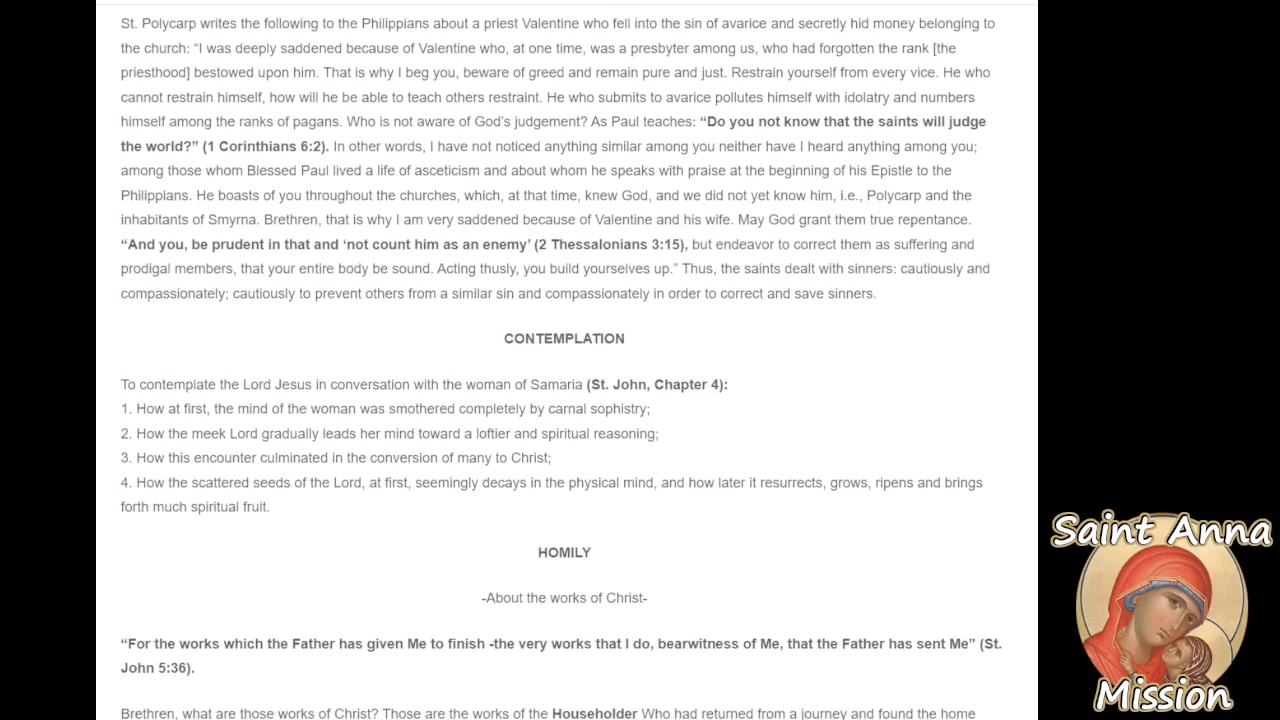 St. Polycarp writes the following to the Philippians about a priest Valentine who fell into the sin of avarice and secretly hid money belonging to
the church: “I was deeply saddened because of Valentine who, at one time, was a presbyter among us, who had forgotten the rank [the
priesthood] bestowed upon him. That is why I beg you, beware of greed and remain pure and just. Restrain yourself from every vice. He who
cannot restrain himself, how will he be able to teach others restraint. He who submits to avarice pollutes himself with idolatry and numbers
himself among the ranks of pagans. Who is not aware of God’s judgement? As Paul teaches: “Do you not know that the saints will judge
the world?” (1 Corinthians 6:2). In other words, I have not noticed anything similar among you neither have I heard anything among you;
among those whom Blessed Paul lived a life of asceticism and about whom he speaks with praise at the beginning of his Epistle to the
Philippians. He boasts of you throughout the churches, which, at that time, knew God, and we did not yet know him, i.e., Polycarp and the
inhabitants of Smyrna. Brethren, that is why I am very saddened because of Valentine and his wife. May God grant them true repentance.
“And you, be prudent in that and ‘not count him as an enemy’ (2 Thessalonians 3:15), but endeavor to correct them as suffering and
prodigal members, that your entire body be sound. Acting thusly, you build yourselves up.” Thus, the saints dealt with sinners: cautiously and
compassionately; cautiously to prevent others from a similar sin and compassionately in order to correct and save sinners.
CONTEMPLATION
To contemplate the Lord Jesus in conversation with the woman of Samaria (St. John, Chapter 4):
1. How at first, the mind of the woman was smothered completely by carnal sophistry;
2. How the meek Lord gradually leads her mind toward a loftier and spiritual reasoning;
3. How this encounter culminated in the conversion of many to Christ;
4. How the scattered seeds of the Lord, at first, seemingly decays in the physical mind, and how later it resurrects, grows, ripens and brings
forth much spiritual fruit.
HOMILY
-About the works of Christ-
“For the works which the Father has given Me to finish -the very works that I do, bearwitness of Me, that the Father has sent Me” (St.
John 5:36).
Brethren, what are those works of Christ? Those are the works of the Householder Who had returned from a journey and found the home
Saint Anna
Mission